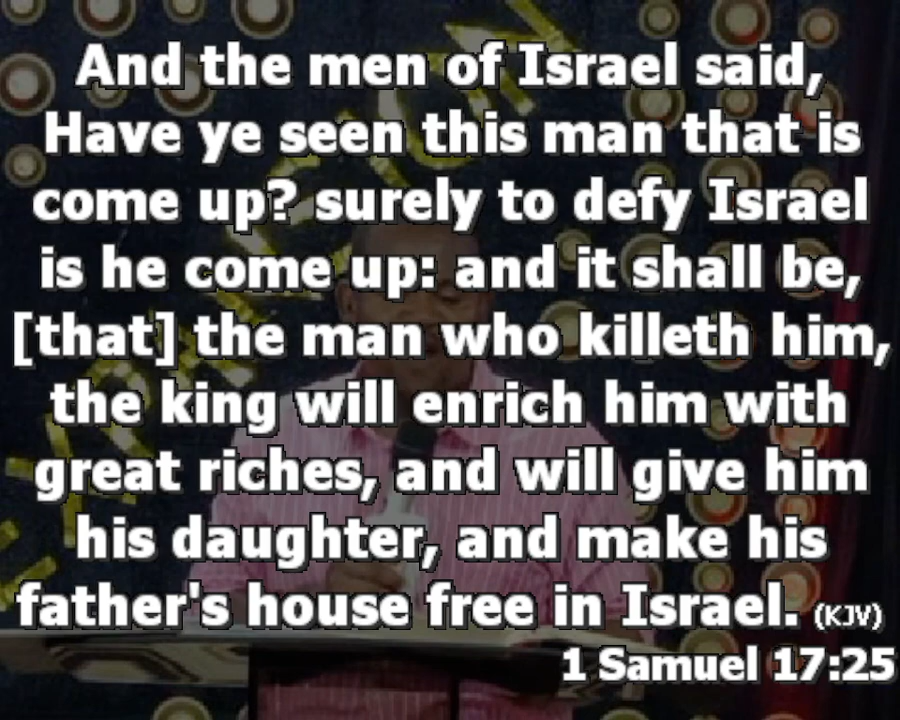 And the men of Israel said,
Have ye seen this man that is
come up? surely to defy Israel
is he come up: and it shall be,
[that] the man who killeth him,
the king will enrich him with
great riches, and will give him
his daughter, and make his
father's house free in Israel. (KJV)
1 Samuel 17:25